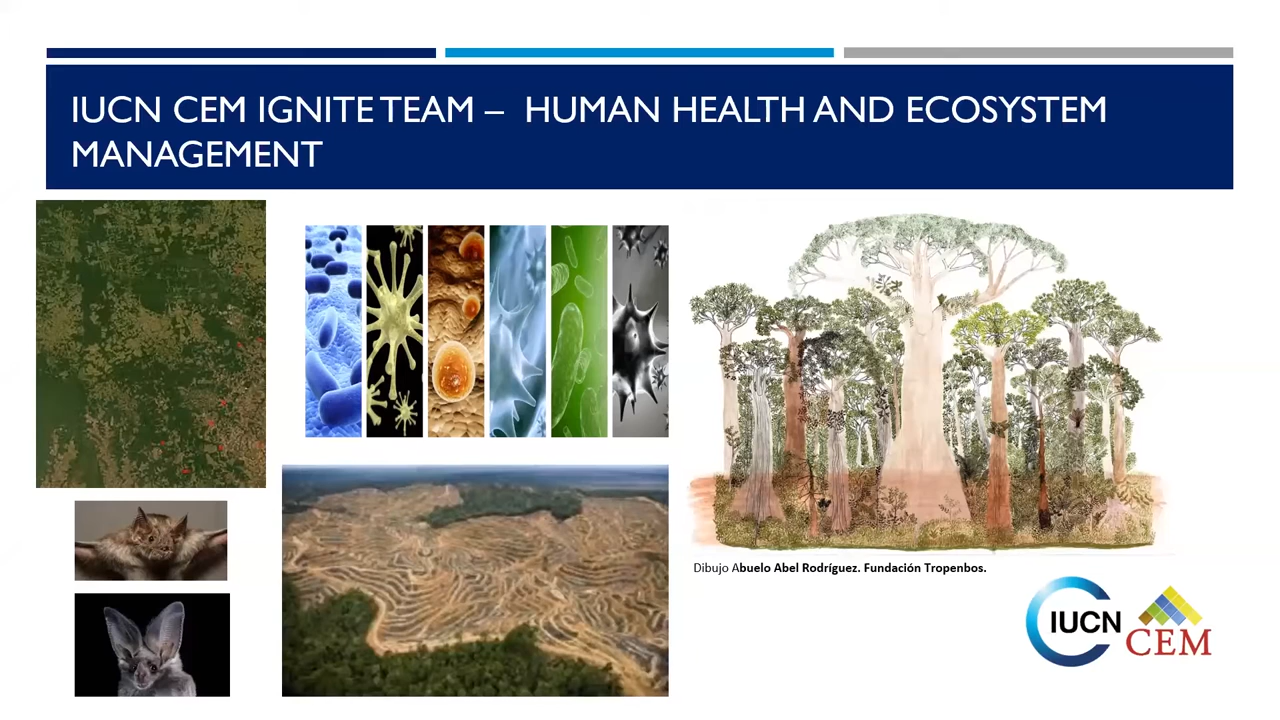 IUCN CEM IGNITE TEAM – HUMAN HEALTH AND ECOSYSTEM
MANAGEMENT
Dibujo Abuelo Abel Rodríguez. Fundación Tropenbos.
IUCN
CEM